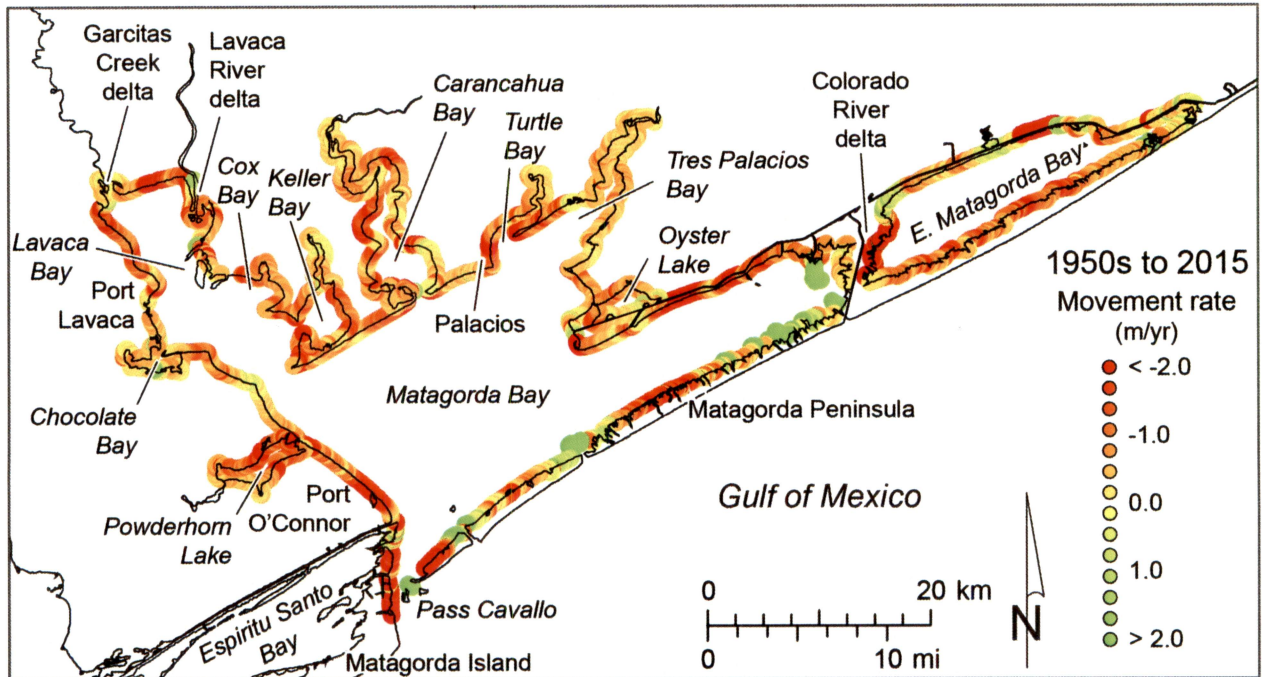 Garcitas
Creek
delta
Lavaca
River
delta
Carancahua
Bay
Turtle
Bay
Cox
Bay
Keller
Bay
Tres Palacios
Bay
Colorado
River
delta
E. Matagorda Bay
Oyster
Lake
Lavaca
Bay
Port
Lavaca
Palacios
Matagorda Bay
Matagorda Peninsula
Chocolate
Bay
Powderhorn
Lake
Port
O'Connor
Gulf of Mexico
Pass Cavallo
Espiritu Santo
Bay
Matagorda Island
1950s to 2015
Movement rate
(m/yr)
< -2.0
-1.0
0.0
1.0
> 2.0
0 20 km
0 10 mi
N